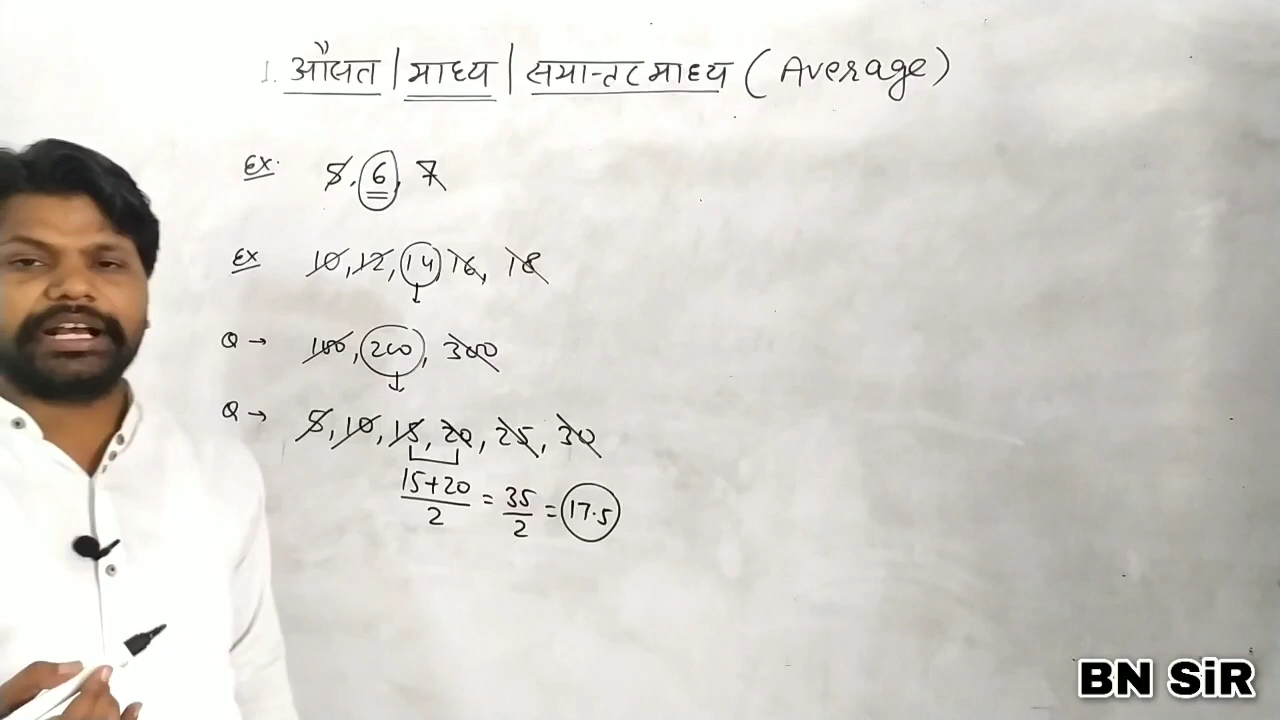 1. औसत | माध्य | समान्तर माध्य (Average)
Ex. 5, 6, 7
Ex 10, 12, 14, 16, 18
Q → 100, 200, 300
Q → 5, 10, 15, 20, 25, 30
15+20/2 = 35/2 = 17.5
BN SiR